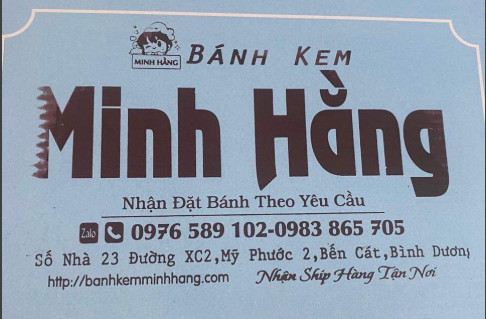 MINH HẰNG
BÁNH KEM
Minh Hằng
Nhận Đặt Bánh Theo Yêu Cầu
Zalo 0976 589 102-0983 865 705
Số Nhà 23 Đường XC2,Mỹ Phước 2,Bến Cát,Bình Dương
http://banhkemminhhang.com Nhận Ship Hàng Tận Nơi